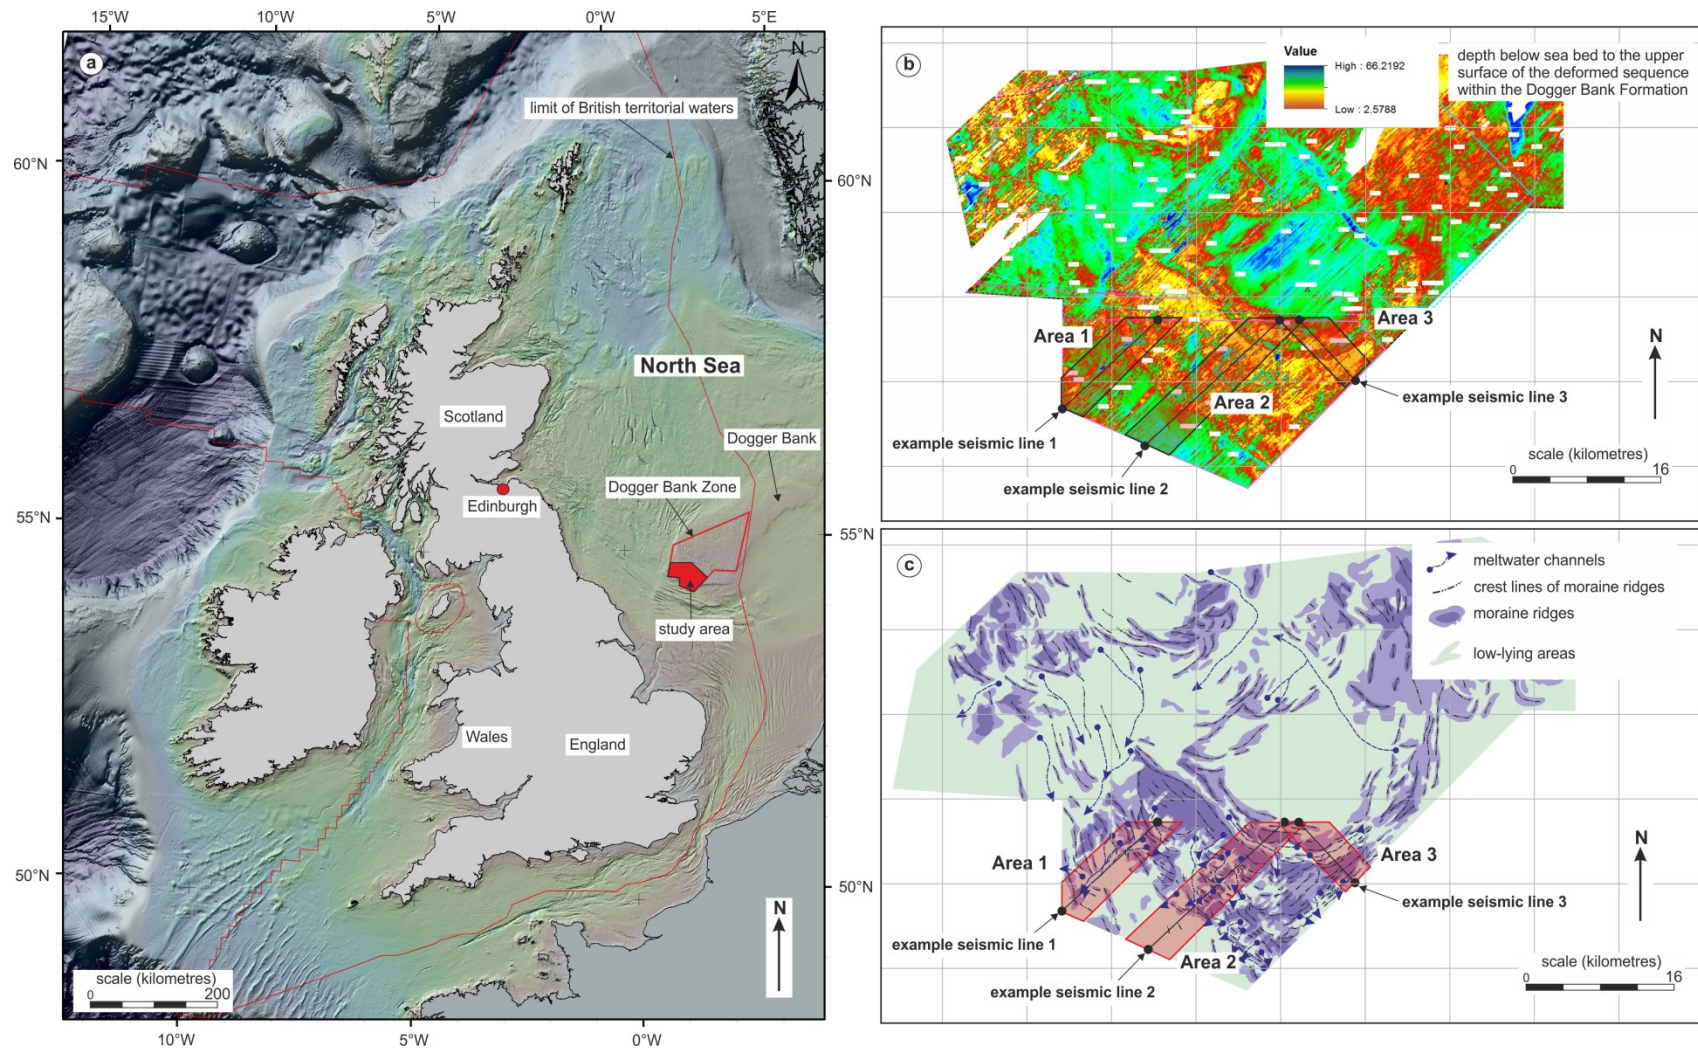 15°W
10°W
5°W
0°W
5°E
a
N
limit of British territorial waters
60°N
60°N
North Sea
Scotland
Dogger Bank
Dogger Bank Zone
Edinburgh
55°N
55°N
study area
Wales
England
50°N
50°N
N
scale (kilometres)
0
200
10°W
5°W
0°W
b
Value
High : 66.2192
Low : 2.5788
depth below sea bed to the upper
surface of the deformed sequence
within the Dogger Bank Formation
Area 1
Area 3
N
Area 2
example seismic line 3
example seismic line 1
scale (kilometres)
0
16
example seismic line 2
c
meltwater channels
crest lines of moraine ridges
moraine ridges
low-lying areas
N
Area 1
Area 3
example seismic line 3
example seismic line 1
Area 2
scale (kilometres)
0
16
example seismic line 2